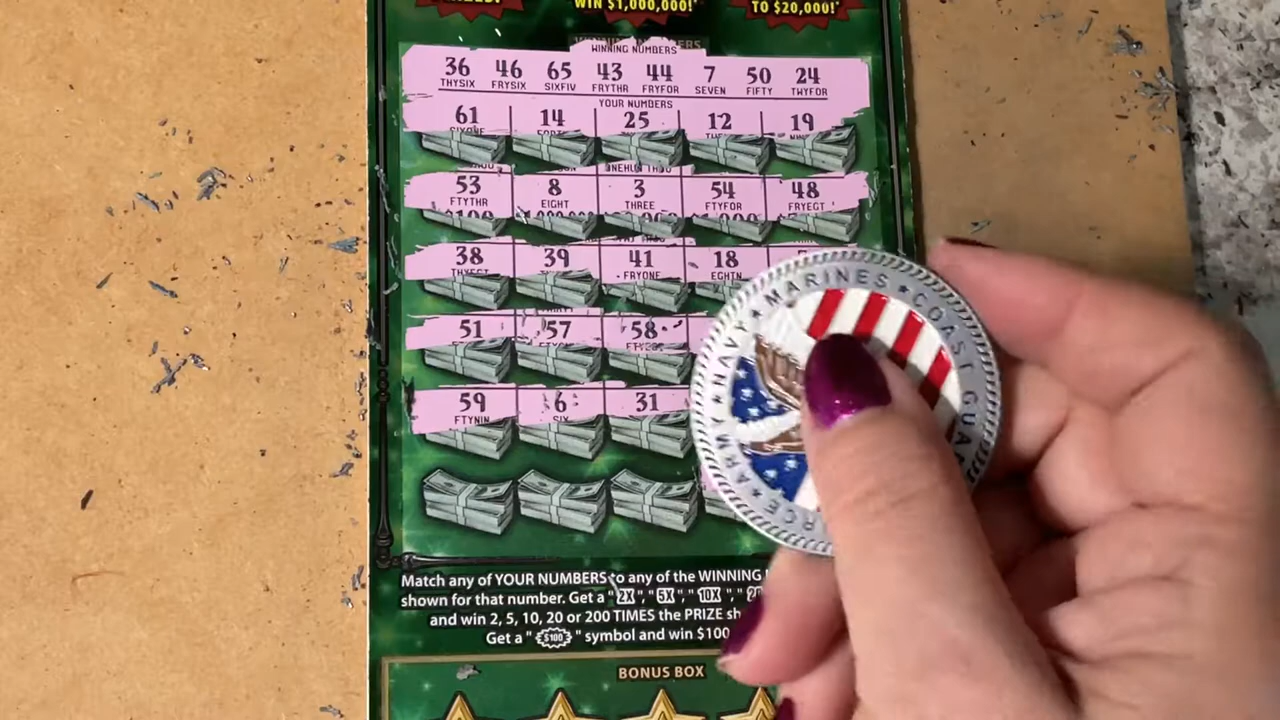 WIN $1,000,000!*
TO $20,000!*
WINNING NUMBERS
36 46 65 43 44 7 50 24
THYSIX FRYSIX SIXFIV FRYTHR FRYFOR SEVEN FIFTY TWYFOR
YOUR NUMBERS
61 14 25 12 19
53 8 3 54 48
FTYTHR EIGHT THREE FTYFOR FRYEGT
38 39 41 18
FRYONE EGHTN
51 57 58
59 6 31
FTYNIN SIX
Match any of YOUR NUMBERS to any of the WINNING
shown for that number. Get a "2X", "5X", "10X", "
and win 2, 5, 10, 20 or 200 TIMES the PRIZE
Get a "$100" symbol and win $100
BONUS BOX
MARINES ★ COAST
ARMY ★ NAVY ★